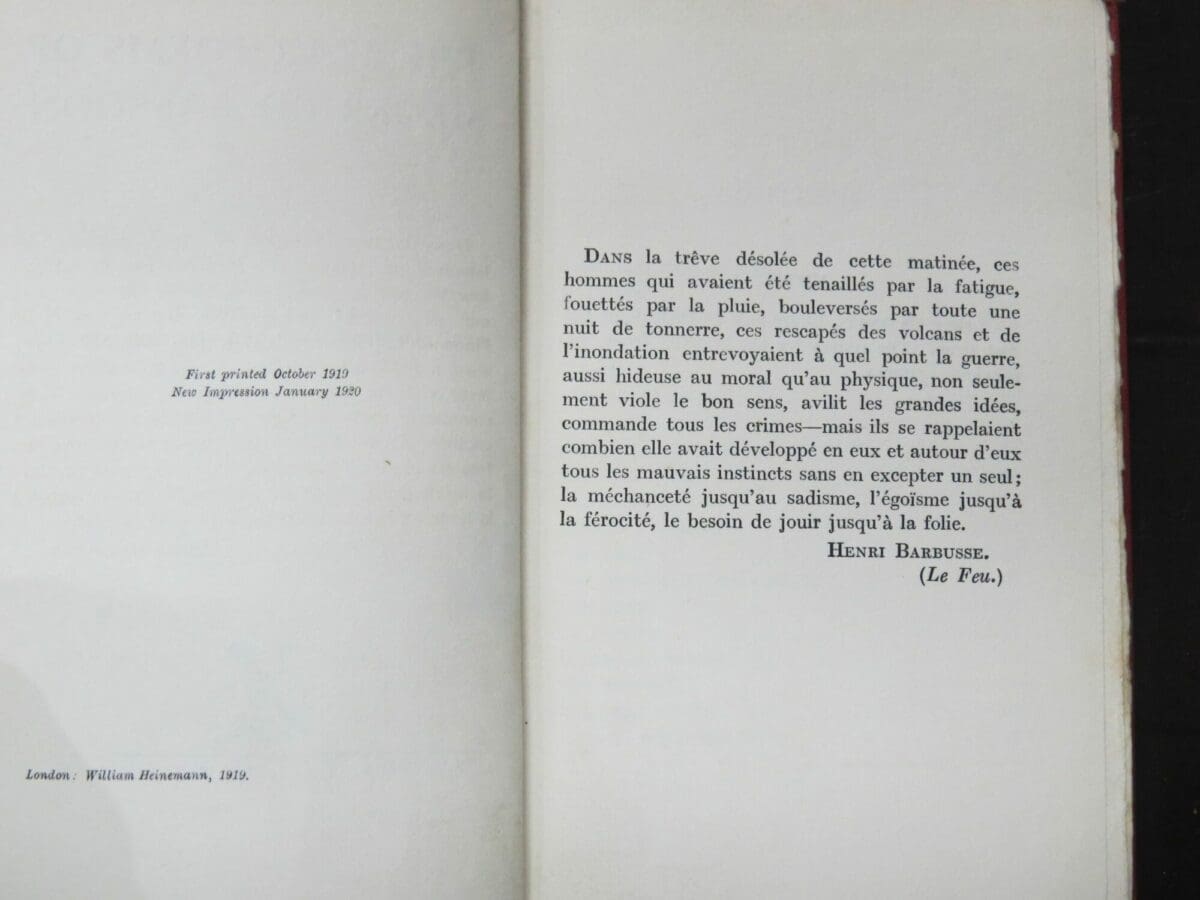 First printed October 1919
New Impression January 1920
London: William Heinemann, 1919.
DANS la trêve désolée de cette matinée, ces
hommes qui avaient été tenaillés par la fatigue,
fouettés par la pluie, bouleversés par toute une
nuit de tonnerre, ces rescapés des volcans et de
l'inondation entrevoyaient à quel point la guerre,
aussi hideuse au moral qu'au physique, non seule-
ment viole le bon sens, avilit les grandes idées,
commande tous les crimes—mais ils se rappelaient
combien elle avait développé en eux et autour d'eux
tous les mauvais instincts sans en excepter un seul;
la méchanceté jusqu'au sadisme, l'égoïsme jusqu'à
la férocité, le besoin de jouir jusqu'à la folie.
HENRI BARBUSSE.
(Le Feu.)